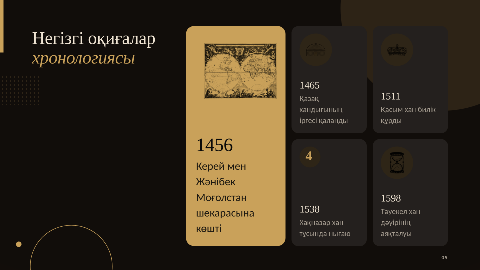 Негізгі оқиғалар
хронологиясы
1456
Керей мен
Жәнібек
Моғолстан
шекарасына
көшті
1465
Қазақ
хандығының
іргесі қаланды
1511
Қасым хан билік
құрды
4
1538
Хақназар хан
тұсында нығаю
1598
Тәуекел хан
дәуірінің
аяқталуы